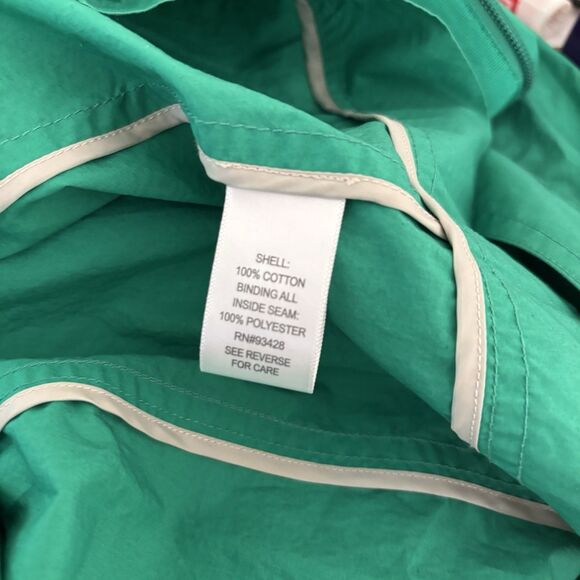 SHELL:
100% COTTON
BINDING ALL
INSIDE SEAM:
100% POLYESTER
RN#93428
SEE REVERSE
FOR CARE